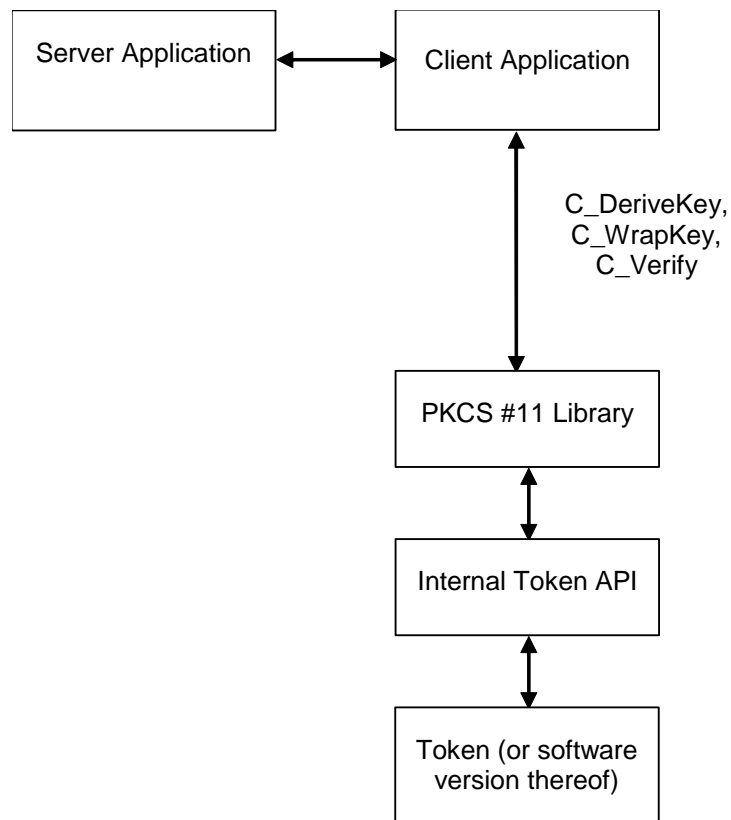 Server Application
Client Application
C_DeriveKey,
C_WrapKey,
C_Verify
PKCS #11 Library
Internal Token API
Token (or software
version thereof)